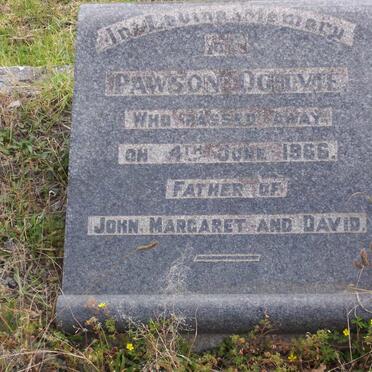 In Loving Memory
of
Pawson Ogilvie
Who Passed Away
on 4th June 1966.
Father of
John, Margaret and David.